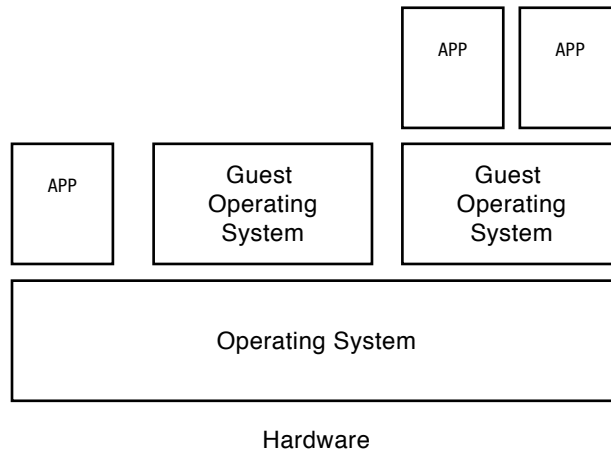 APP
APP
APP
Guest
Operating
System
Guest
Operating
System
Operating System
Hardware